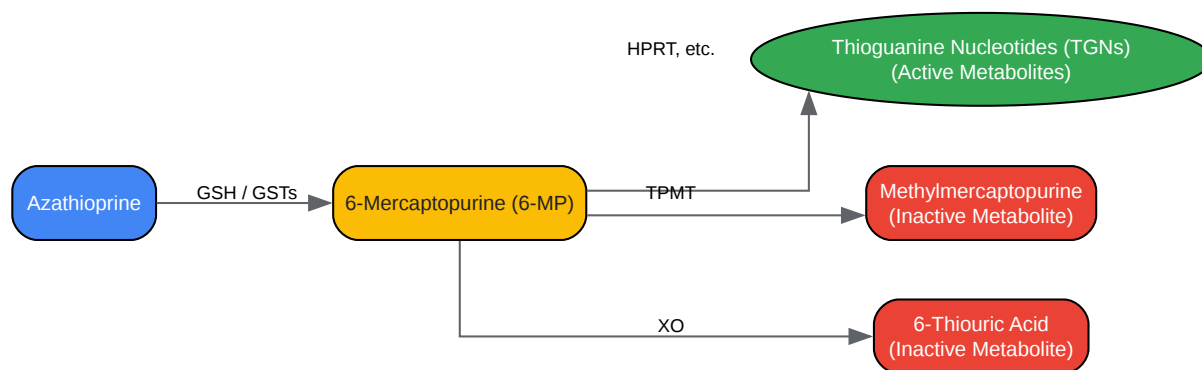 HPRT, etc.
Thioguanine Nucleotides (TGNs)
(Active Metabolites)
Azathioprine
GSH / GSTs
6-Mercaptopurine (6-MP)
TPMT
Methylmercaptopurine
(Inactive Metabolite)
XO
6-Thiouric Acid
(Inactive Metabolite)